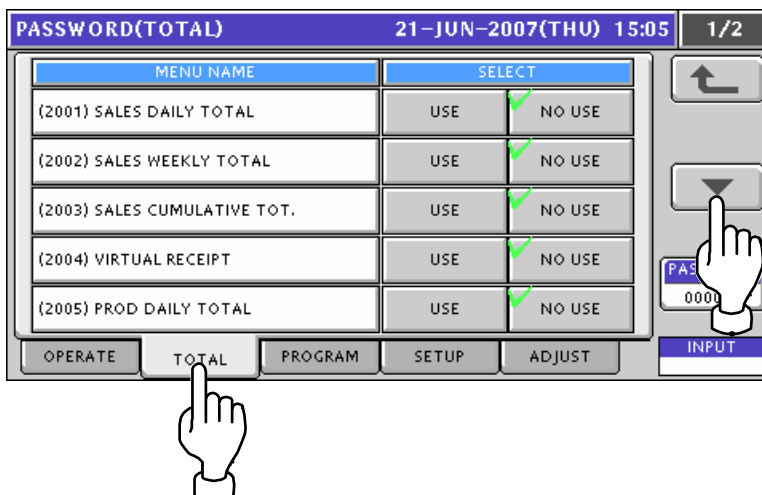 PASSWORD(TOTAL) 21-JUN-2007(THU) 15:05 1/2
MENU NAME SELECT
(2001) SALES DAILY TOTAL USE NO USE
(2002) SALES WEEKLY TOTAL USE NO USE
(2003) SALES CUMULATIVE TOT. USE NO USE
(2004) VIRTUAL RECEIPT USE NO USE
(2005) PROD DAILY TOTAL USE NO USE
OPERATE TOTAL PROGRAM SETUP ADJUST
INPUT